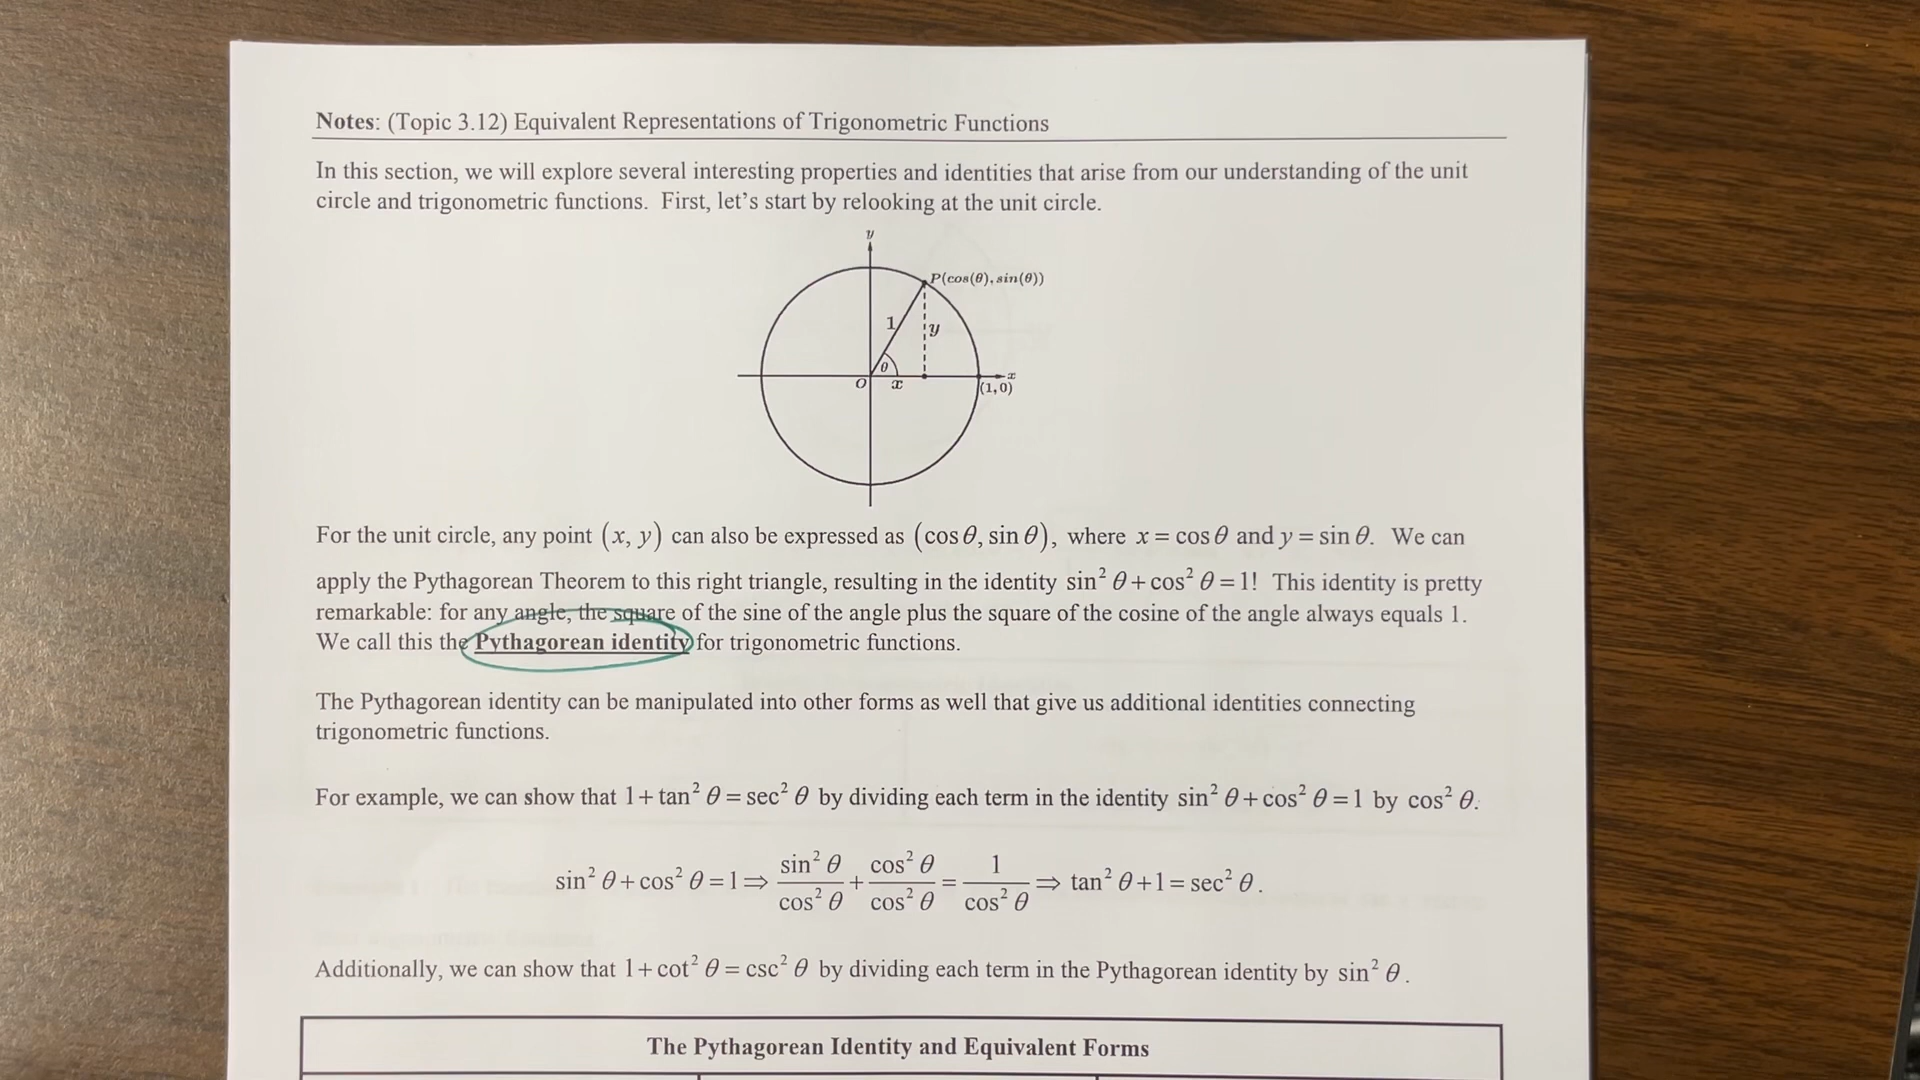 Notes: (Topic 3.12) Equivalent Representations of Trigonometric Functions
In this section, we will explore several interesting properties and identities that arise from our understanding of the unit
circle and trigonometric functions. First, let's start by relooking at the unit circle.
y
P(cos(θ), sin(θ))
1
y
θ
O
x
x
(1,0)
For the unit circle, any point (x, y) can also be expressed as (cos θ, sin θ), where x = cos θ and y = sin θ. We can
apply the Pythagorean Theorem to this right triangle, resulting in the identity sin² θ + cos² θ = 1! This identity is pretty
remarkable: for any angle, the square of the sine of the angle plus the square of the cosine of the angle always equals 1.
We call this the Pythagorean identity for trigonometric functions.
The Pythagorean identity can be manipulated into other forms as well that give us additional identities connecting
trigonometric functions.
For example, we can show that 1 + tan² θ = sec² θ by dividing each term in the identity sin² θ + cos² θ = 1 by cos² θ.
sin² θ + cos² θ = 1 ⇒ sin² θ / cos² θ + cos² θ / cos² θ = 1 / cos² θ ⇒ tan² θ + 1 = sec² θ.
Additionally, we can show that 1 + cot² θ = csc² θ by dividing each term in the Pythagorean identity by sin² θ.
The Pythagorean Identity and Equivalent Forms